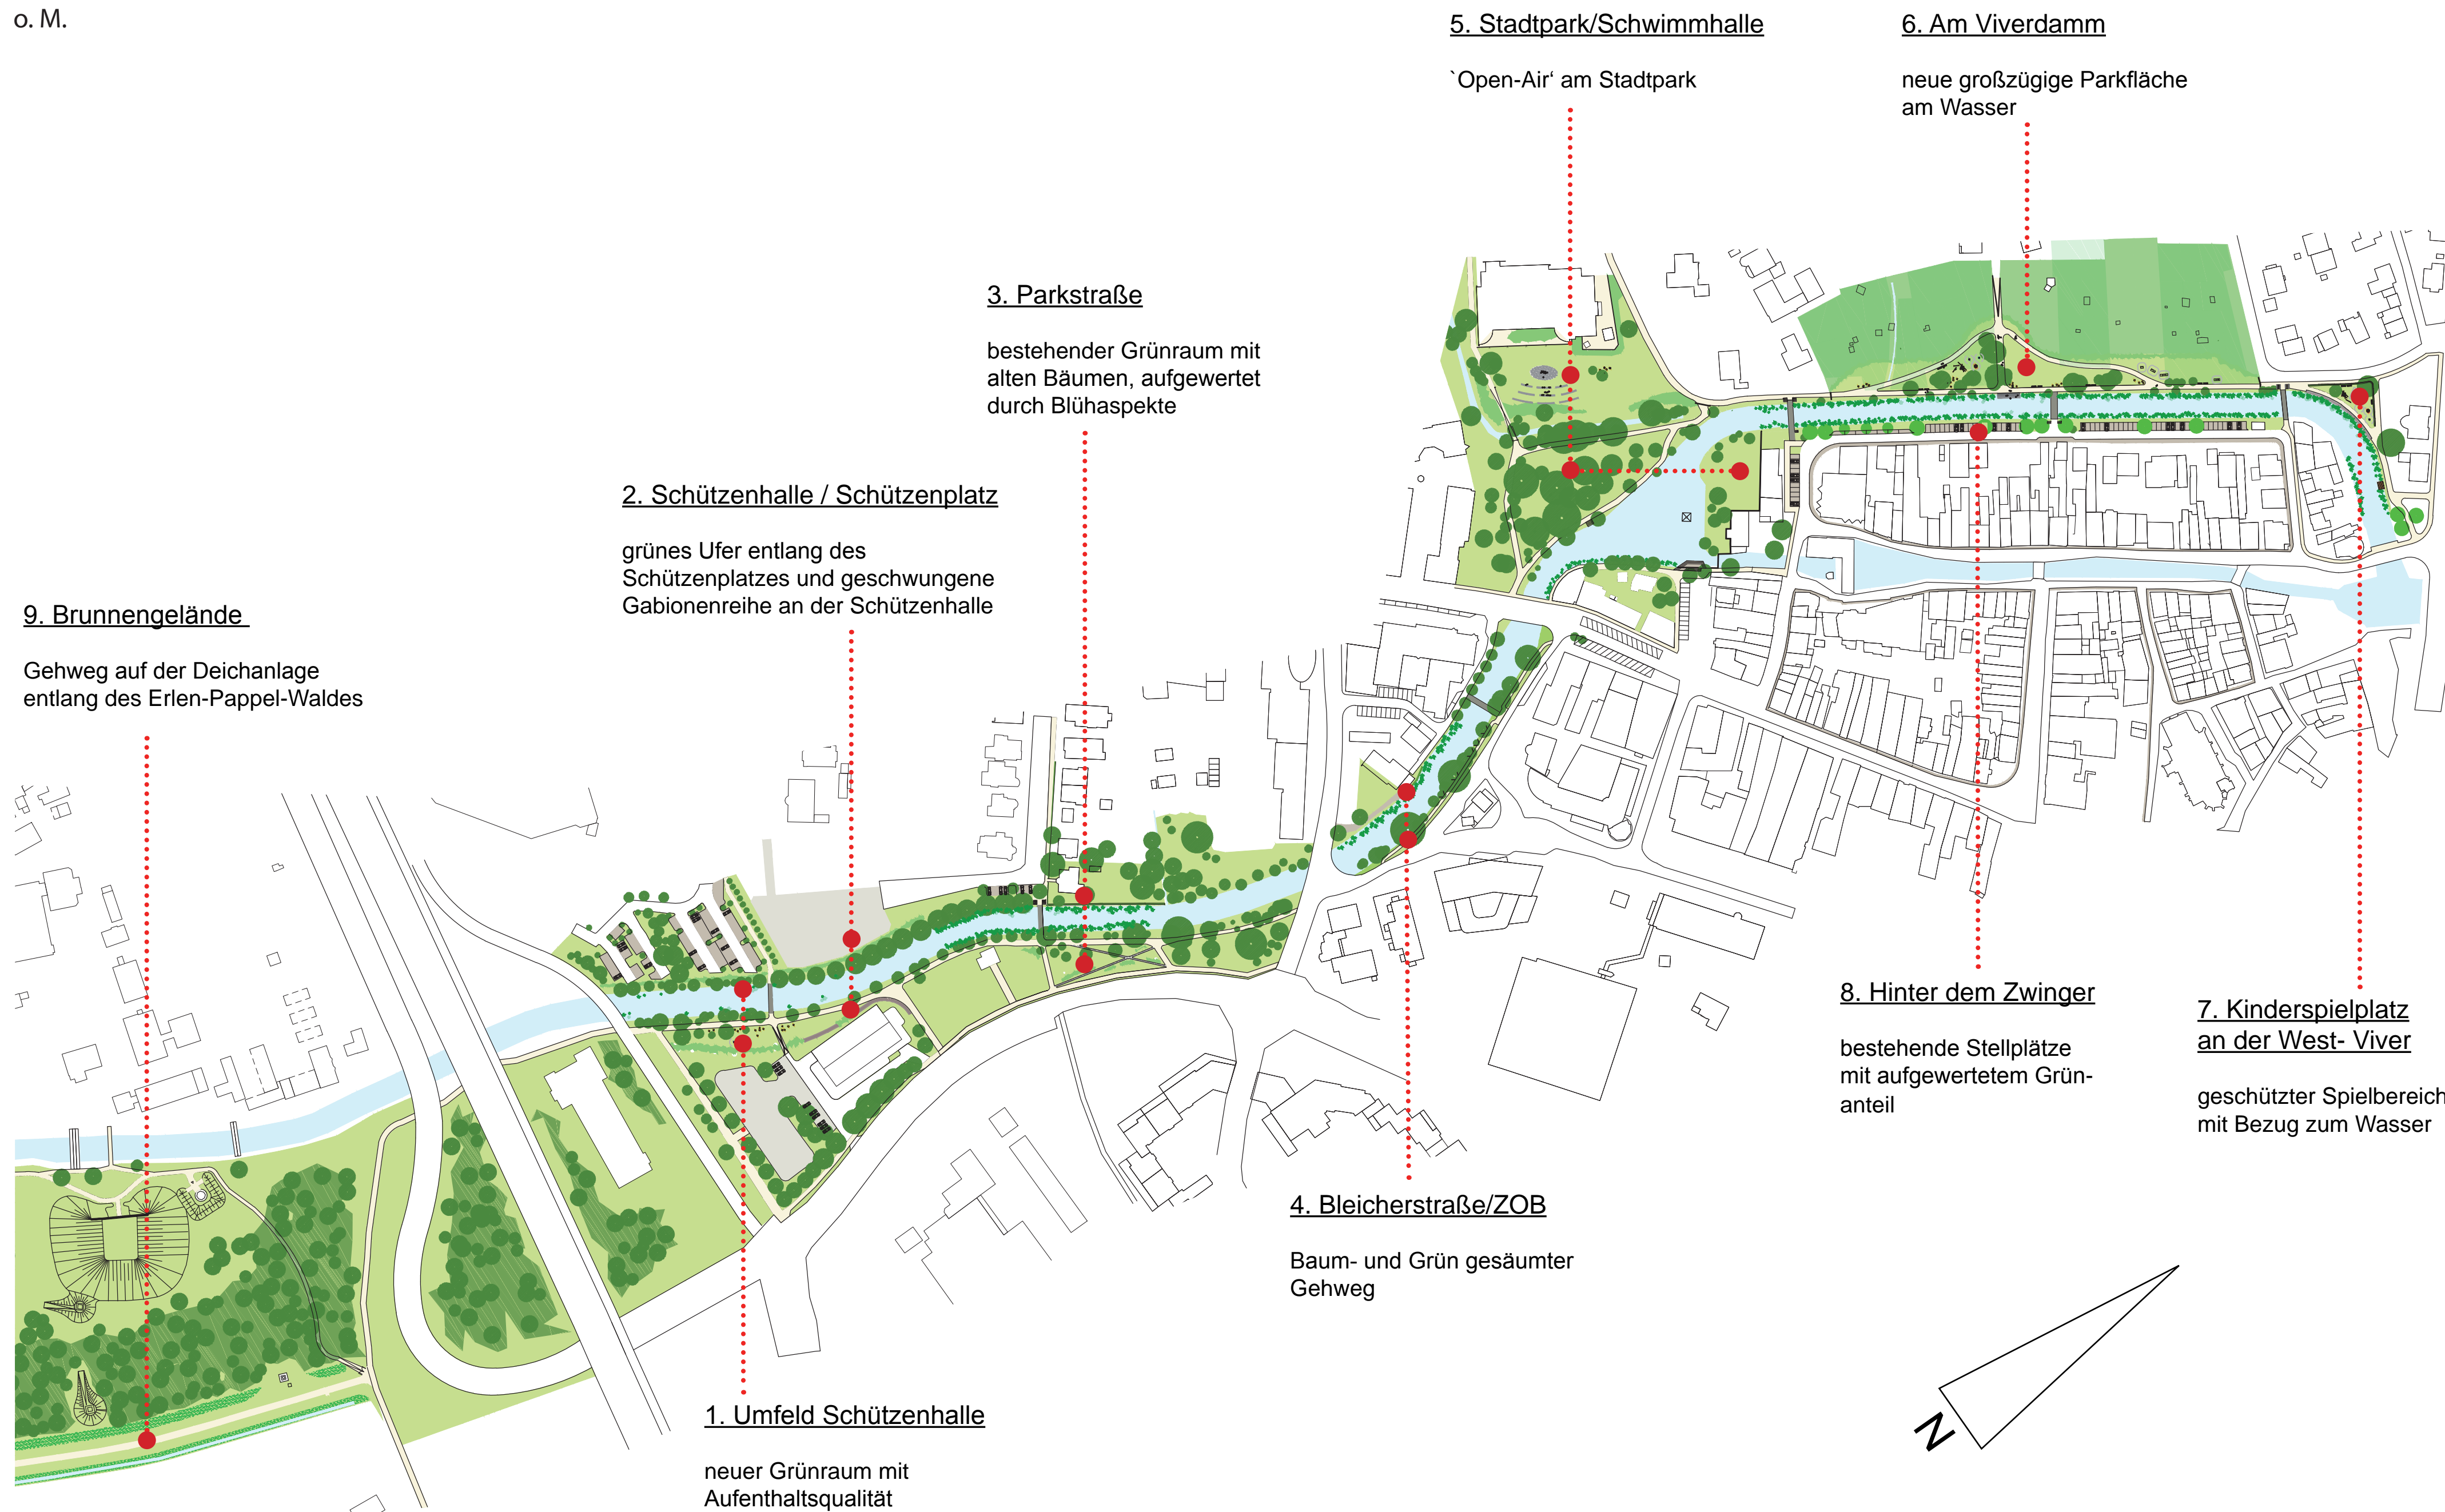 o. M.
5. Stadtpark/Schwimmhalle
`Open-Air‘ am Stadtpark
6. Am Viverdamm
neue großzügige Parkfläche
am Wasser
3. Parkstraße
bestehender Grünraum mit
alten Bäumen, aufgewertet
durch Blühaspekte
2. Schützenhalle / Schützenplatz
grünes Ufer entlang des
Schützenplatzes und geschwungene
Gabionenreihe an der Schützenhalle
9. Brunnengelände
Gehweg auf der Deichanlage
entlang des Erlen-Pappel-Waldes
8. Hinter dem Zwinger
bestehende Stellplätze
mit aufgewertetem Grün-
anteil
7. Kinderspielplatz
an der West- Viver
geschützter Spielbereich
mit Bezug zum Wasser
4. Bleicherstraße/ZOB
Baum- und Grün gesäumter
Gehweg
1. Umfeld Schützenhalle
neuer Grünraum mit
Aufenthaltsqualität
N